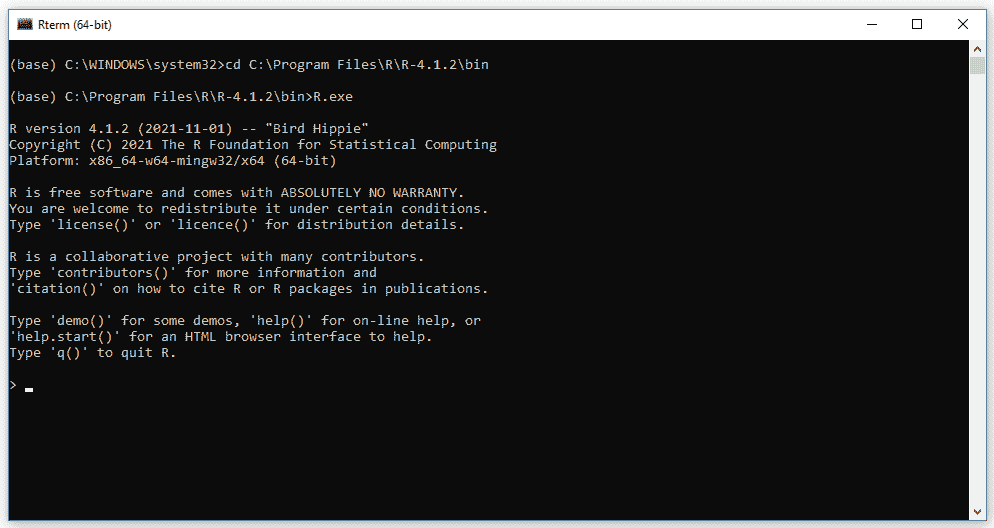 Rterm (64-bit)
(base) C:\WINDOWS\system32>cd C:\Program Files\R\R-4.1.2\bin
(base) C:\Program Files\R\R-4.1.2\bin>R.exe
R version 4.1.2 (2021-11-01) -- "Bird Hippie"
Copyright (C) 2021 The R Foundation for Statistical Computing
Platform: x86_64-w64-mingw32/x64 (64-bit)
R is free software and comes with ABSOLUTELY NO WARRANTY.
You are welcome to redistribute it under certain conditions.
Type 'license()' or 'licence()' for distribution details.
R is a collaborative project with many contributors.
Type 'contributors()' for more information and
'citation()' on how to cite R or R packages in publications.
Type 'demo()' for some demos, 'help()' for on-line help, or
'help.start()' for an HTML browser interface to help.
Type 'q()' to quit R.
>